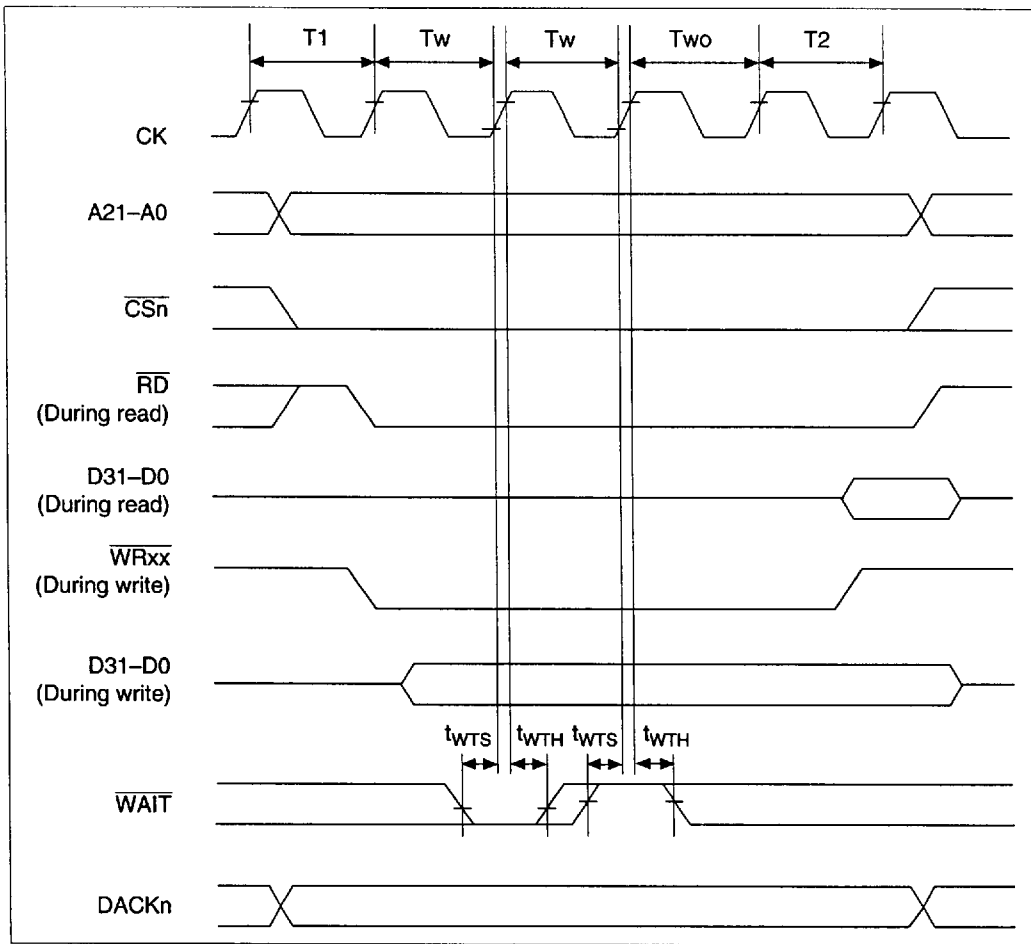 T1 Tw Tw Two T2
CK
A21–A0
CSn
RD
(During read)
D31–D0
(During read)
WRxx
(During write)
D31–D0
(During write)
tWTS tWTH tWTS tWTH
WAIT
DACKn